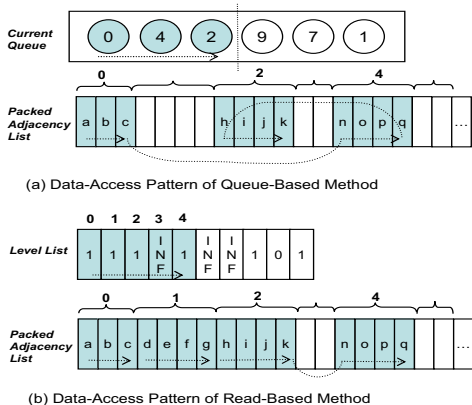 Current
Queue
0 4 2 9 7 1
0 2 4
Packed
Adjacency
List
a b c h i j k n o p q ...
(a) Data-Access Pattern of Queue-Based Method
0 1 2 3 4
Level List
1 1 1 INF 1 INF INF 1 0 1
0 1 2 4
Packed
Adjacency
List
a b c d e f g h i j k n o p q ...
(b) Data-Access Pattern of Read-Based Method